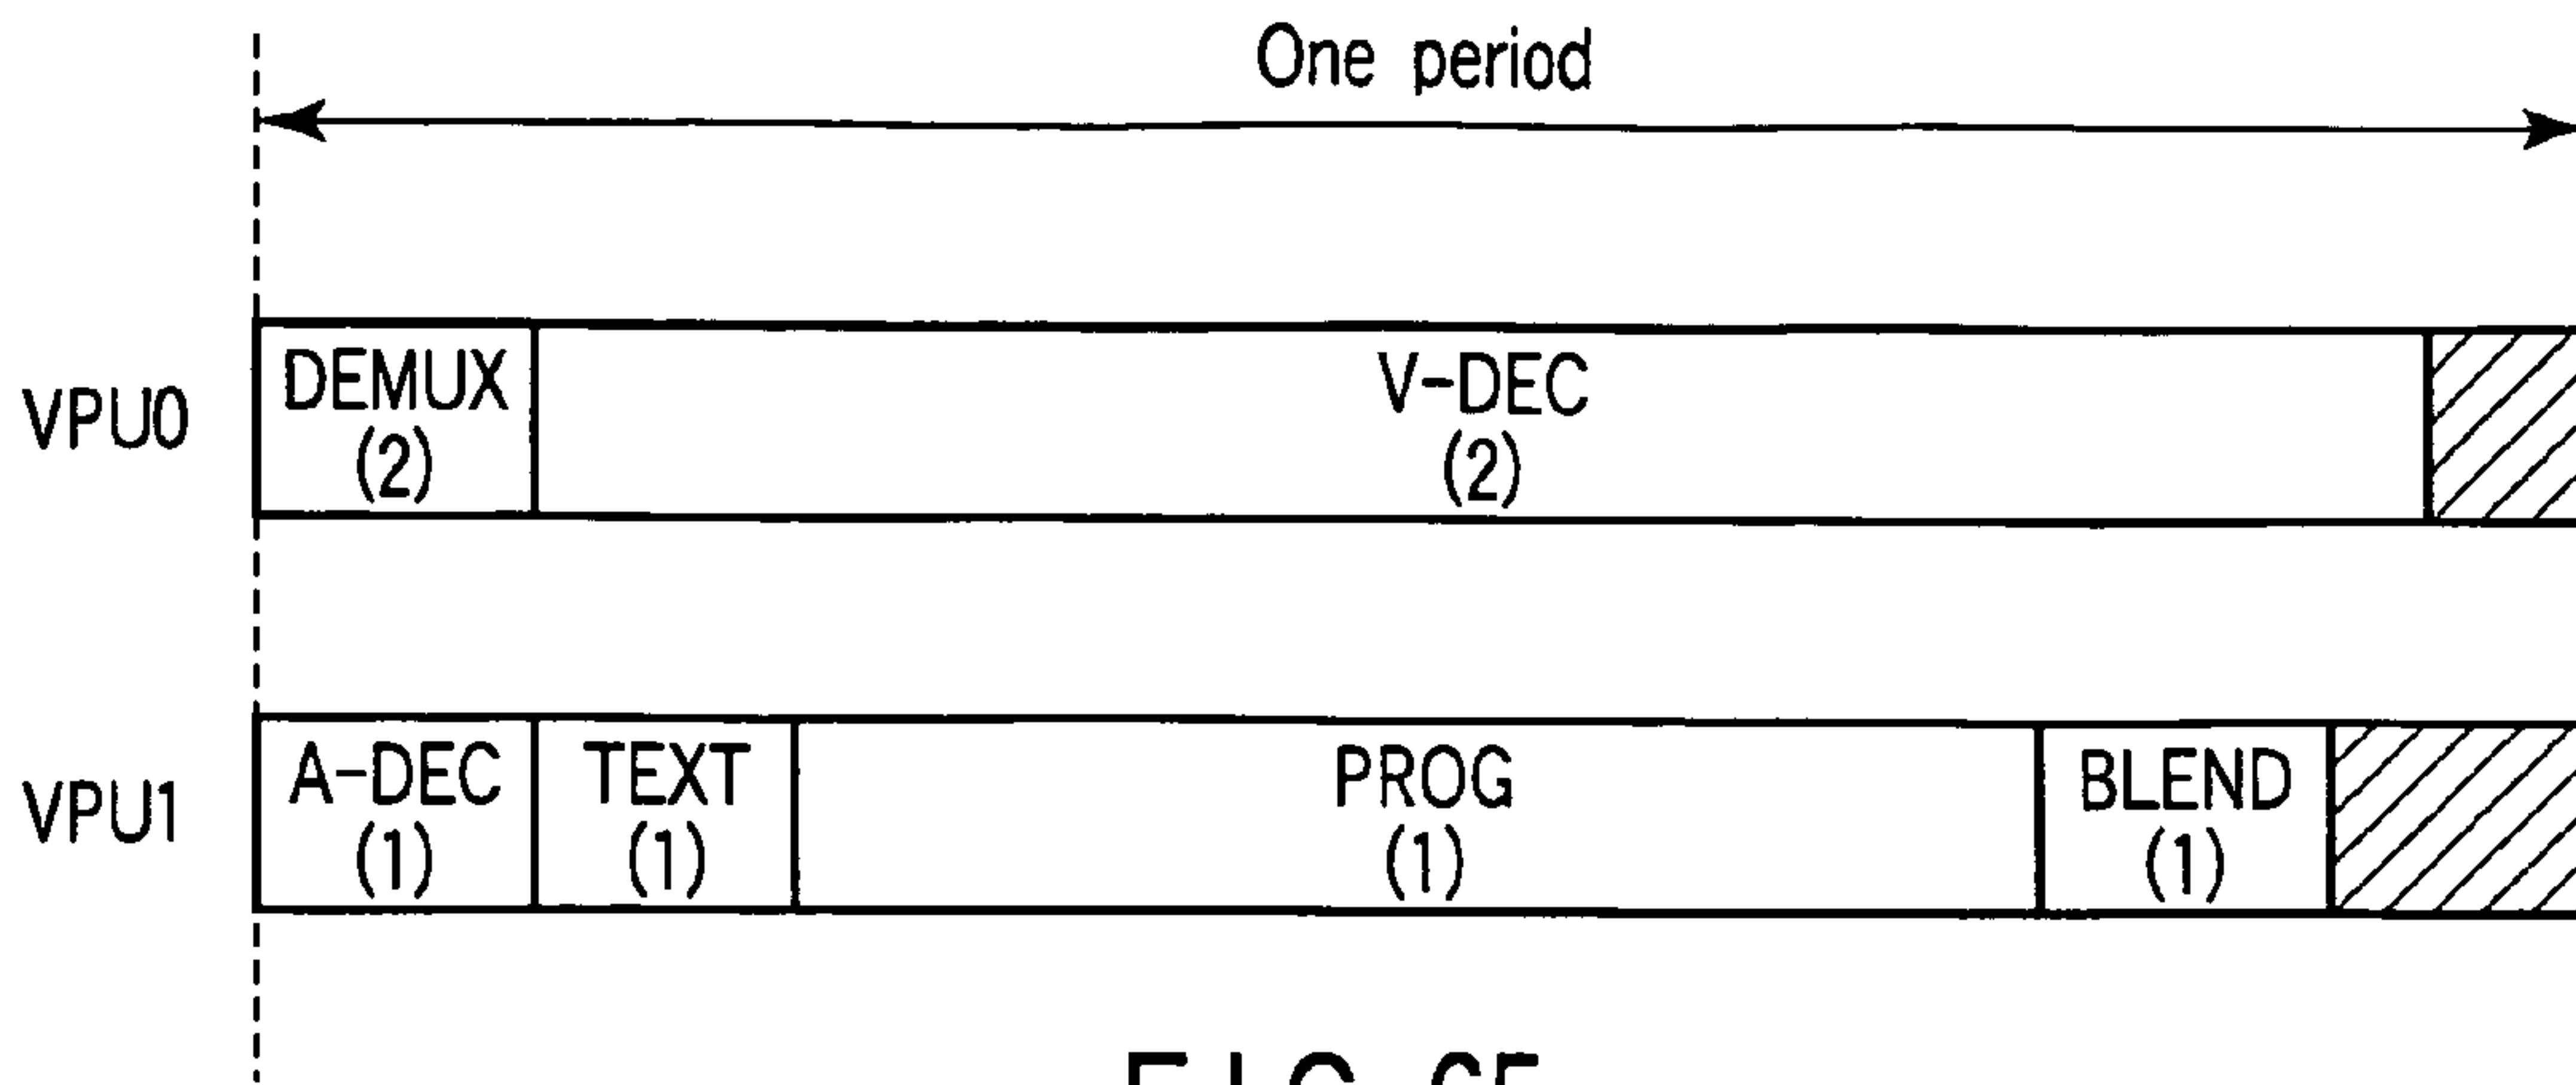 One period
VPU0
DEMUX
(2)
V-DEC
(2)
VPU1
A-DEC
(1)
TEXT
(1)
PROG
(1)
BLEND
(1)